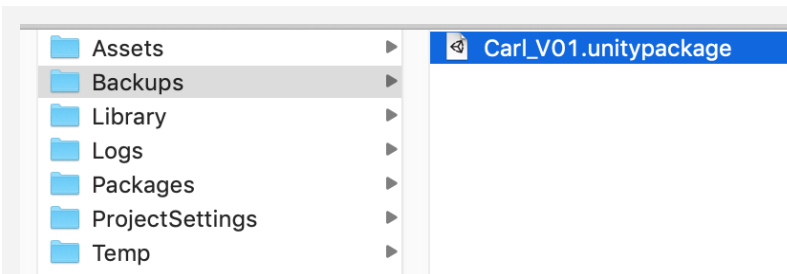 Assets
Backups
Library
Logs
Packages
ProjectSettings
Temp
Carl_V01.unitypackage